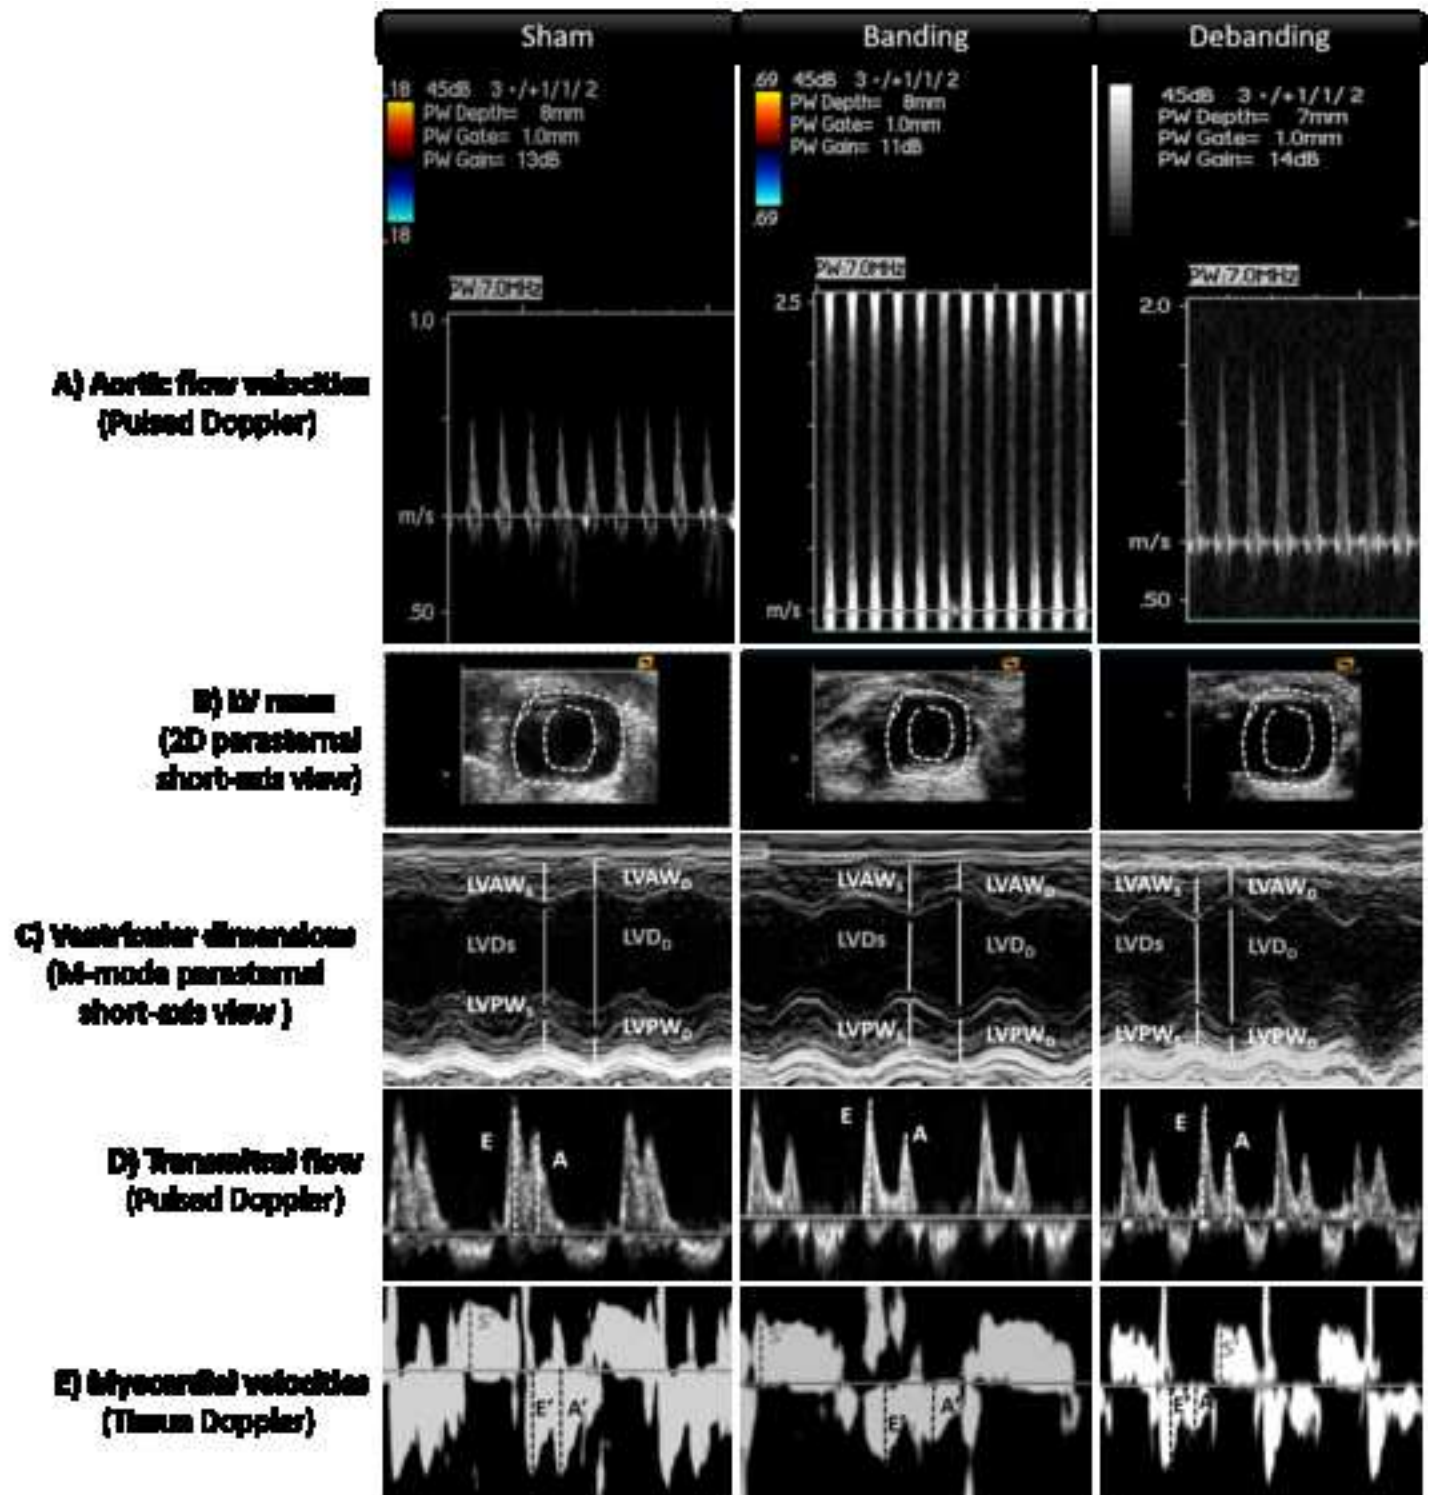 Sham
Banding
Debanding
.18 45dB 3 -/+1/1/ 2
PW Depth= 8mm
PW Gate= 1.0mm
PW Gain= 13dB
.18
PW:7.0MHz
1.0
m/s
.50
.69 45dB 3 -/+1/1/ 2
PW Depth= 8mm
PW Gate= 1.0mm
PW Gain= 11dB
.69
PW:7.0MHz
2.5
m/s
45dB 3 -/+1/1/ 2
PW Depth= 7mm
PW Gate= 1.0mm
PW Gain= 14dB
PW:7.0MHz
2.0
m/s
.50
A) Aortic flow velocities
(Pulsed Doppler)
B) LV mass
(2D parasternal
short-axis view)
C) Ventricular dimensions
(M-mode parasternal
short-axis view )
LVAWS LVAWD
LVDs LVDD
LVPWS
LVPWD
LVAWS LVAWD
LVDs LVDD
LVPWS LVPWD
LVAWS LVAWD
LVDs LVDD
LVPWS LVPWD
D) Transmitral flow
(Pulsed Doppler)
E A
E A
E A
E) Myocardial velocities
(Tissue Doppler)
S'
E' A'
S'
E' A'
S'
E' A'